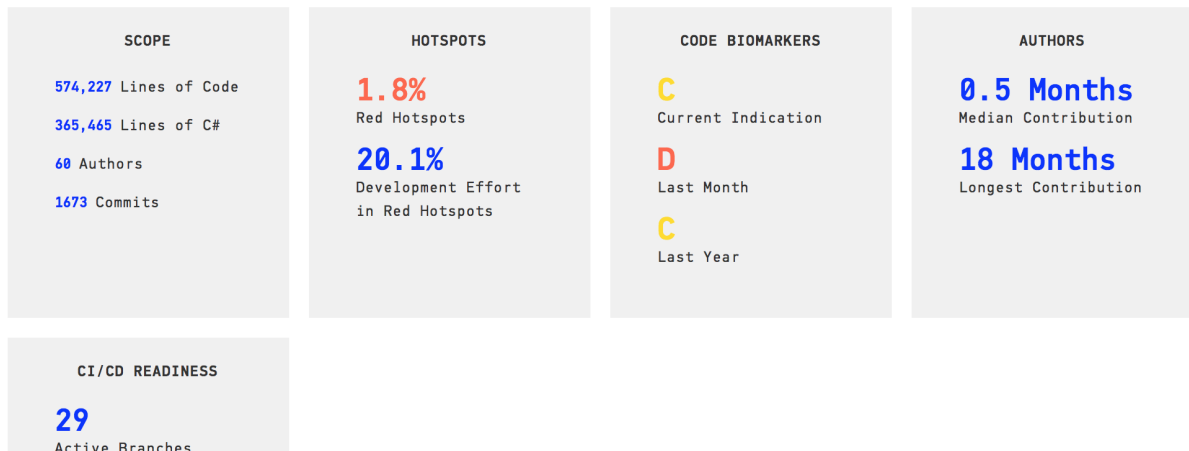 SCOPE
574,227 Lines of Code
365,465 Lines of C#
60 Authors
1673 Commits
HOTSPOTS
1.8%
Red Hotspots
20.1%
Development Effort
in Red Hotspots
CODE BIOMARKERS
C
Current Indication
D
Last Month
C
Last Year
AUTHORS
0.5 Months
Median Contribution
18 Months
Longest Contribution
CI/CD READINESS
29
Active Branches